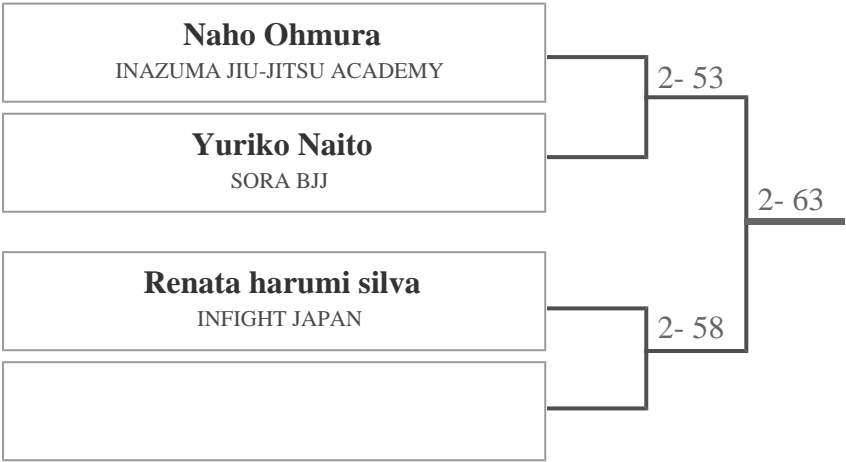 Naho Ohmura
INAZUMA JIU-JITSU ACADEMY
2- 53
Yuriko Naito
SORA BJJ
2- 63
Renata harumi silva
INFIGHT JAPAN
2- 58